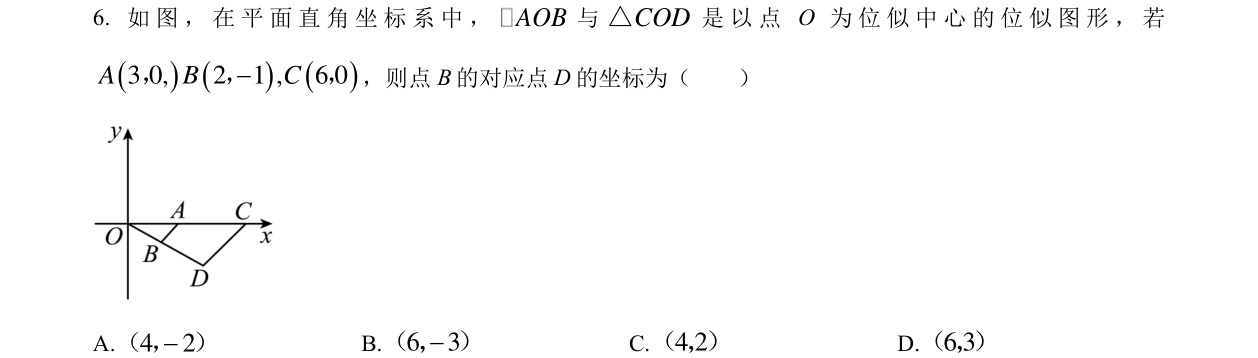 6. 如图，在平面直角坐标系中，□AOB 与 △COD 是以点 O 为位似中心的位似图形，若
A(3,0,)B(2,−1),C(6,0)，则点 B 的对应点 D 的坐标为（　　）
y
A C
O B x
D
A.（4,−2） B.（6,−3） C.（4,2） D.（6,3）